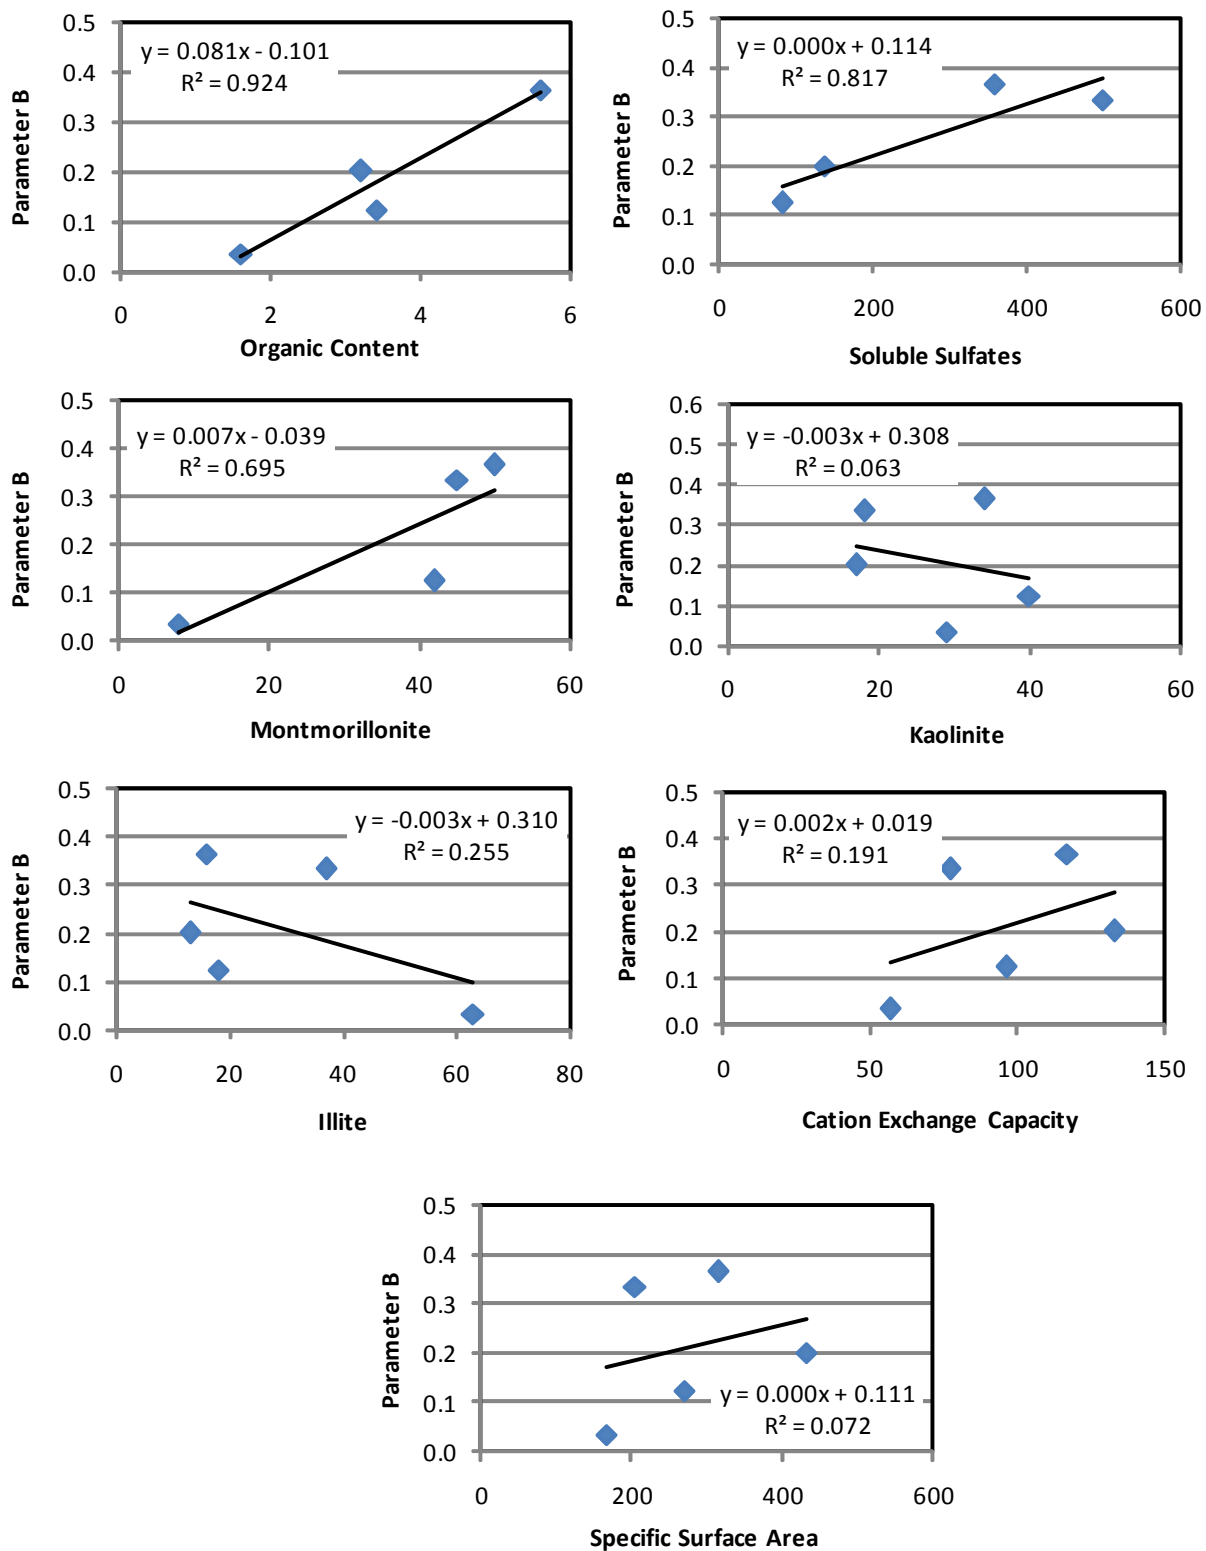 0.5
0.4
0.3
0.2
0.1
0.0
Parameter B
y = 0.081x - 0.101
R² = 0.924
0 2 4 6
Organic Content
0.5
0.4
0.3
0.2
0.1
0.0
Parameter B
y = 0.000x + 0.114
R² = 0.817
0 200 400 600
Soluble Sulfates
0.5
0.4
0.3
0.2
0.1
0.0
Parameter B
y = 0.007x - 0.039
R² = 0.695
0 20 40 60
Montmorillonite
0.6
0.5
0.4
0.3
0.2
0.1
0.0
Parameter B
y = -0.003x + 0.308
R² = 0.063
0 20 40 60
Kaolinite
0.5
0.4
0.3
0.2
0.1
0.0
Parameter B
y = -0.003x + 0.310
R² = 0.255
0 20 40 60 80
Illite
0.5
0.4
0.3
0.2
0.1
0.0
Parameter B
y = 0.002x + 0.019
R² = 0.191
0 50 100 150
Cation Exchange Capacity
0.5
0.4
0.3
0.2
0.1
0.0
Parameter B
y = 0.000x + 0.111
R² = 0.072
0 200 400 600
Specific Surface Area